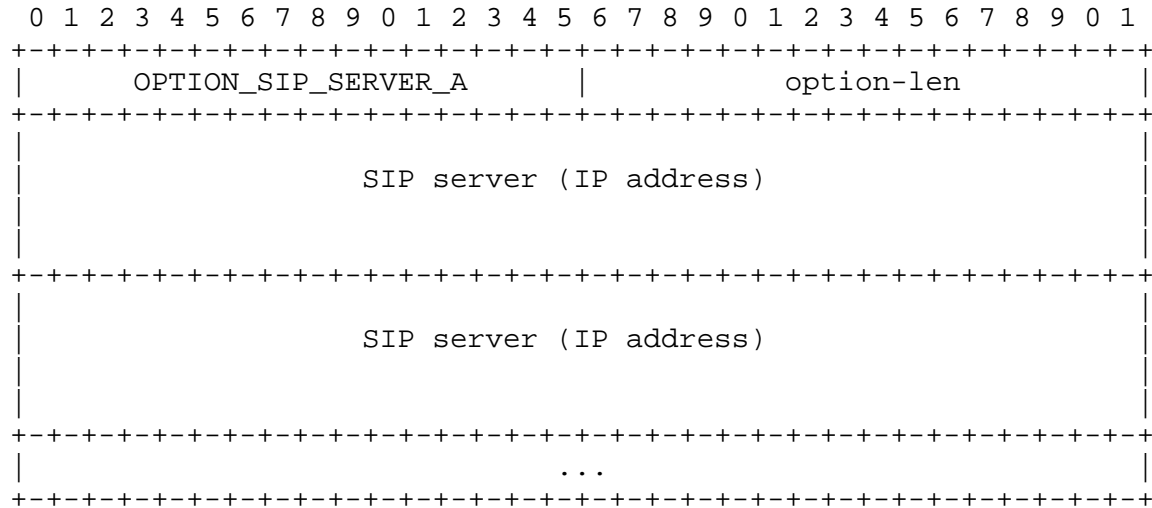 0 1 2 3 4 5 6 7 8 9 0 1 2 3 4 5 6 7 8 9 0 1 2 3 4 5 6 7 8 9 0 1
+-+-+-+-+-+-+-+-+-+-+-+-+-+-+-+-+-+-+-+-+-+-+-+-+-+-+-+-+-+-+-+-+
|      OPTION_SIP_SERVER_A      |           option-len          |
+-+-+-+-+-+-+-+-+-+-+-+-+-+-+-+-+-+-+-+-+-+-+-+-+-+-+-+-+-+-+-+-+
|                                                               |
|                   SIP server (IP address)                     |
|                                                               |
|                                                               |
+-+-+-+-+-+-+-+-+-+-+-+-+-+-+-+-+-+-+-+-+-+-+-+-+-+-+-+-+-+-+-+-+
|                                                               |
|                   SIP server (IP address)                     |
|                                                               |
|                                                               |
+-+-+-+-+-+-+-+-+-+-+-+-+-+-+-+-+-+-+-+-+-+-+-+-+-+-+-+-+-+-+-+-+
|                              ...                              |
+-+-+-+-+-+-+-+-+-+-+-+-+-+-+-+-+-+-+-+-+-+-+-+-+-+-+-+-+-+-+-+-+